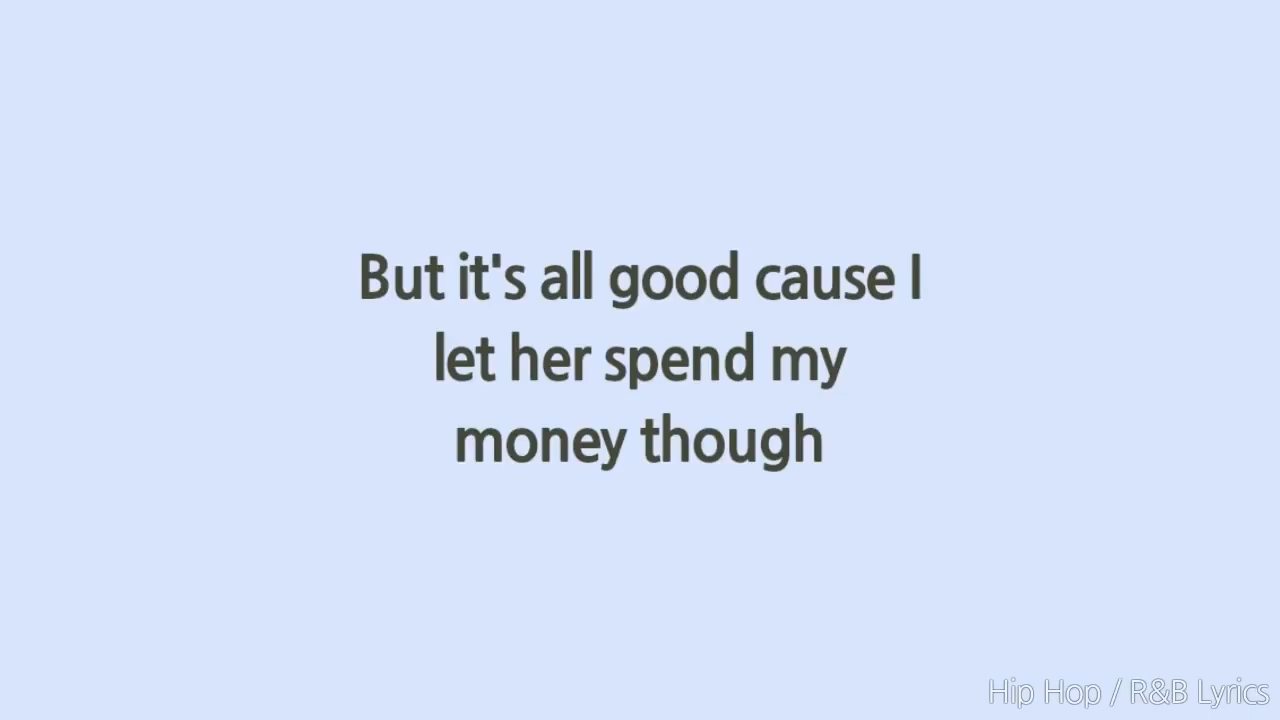 But it's all good cause I
let her spend my
money though
Hip Hop / R&B Lyrics